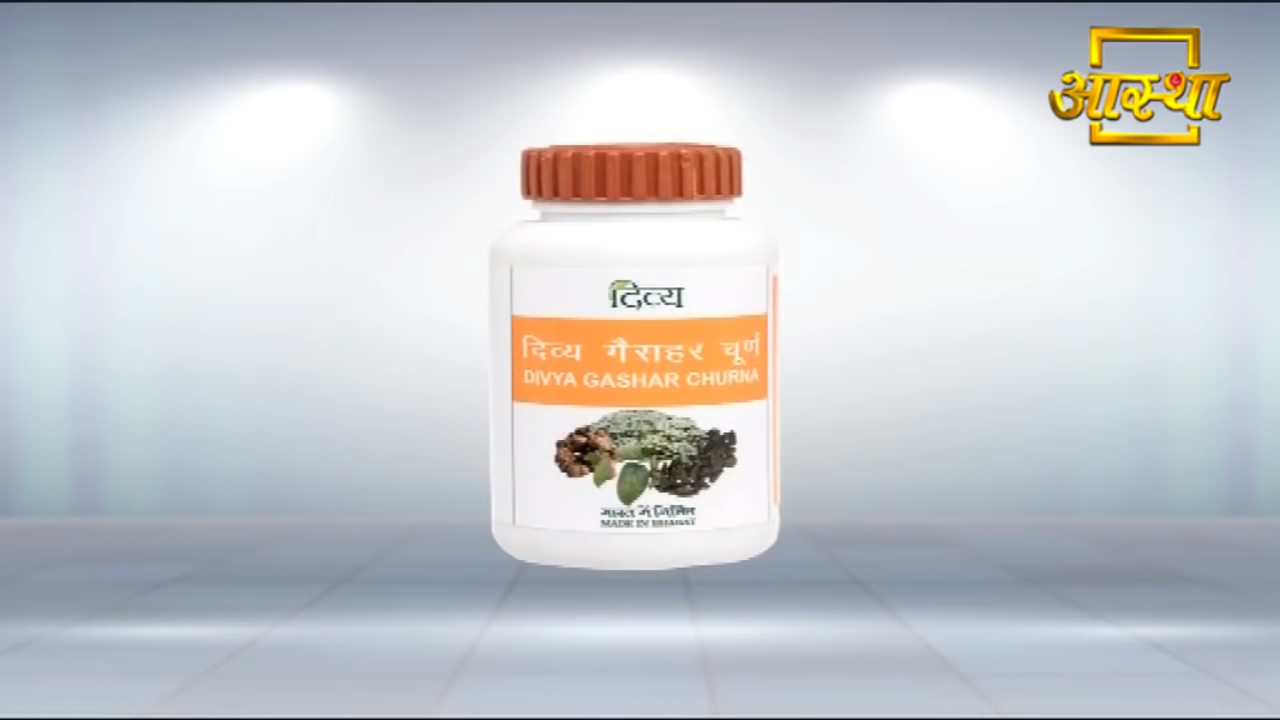 आस्था
दिव्य
दिव्य गैसहर चूर्ण
DIVYA GASHAR CHURNA
भारत में निर्मित
MADE IN BHARAT